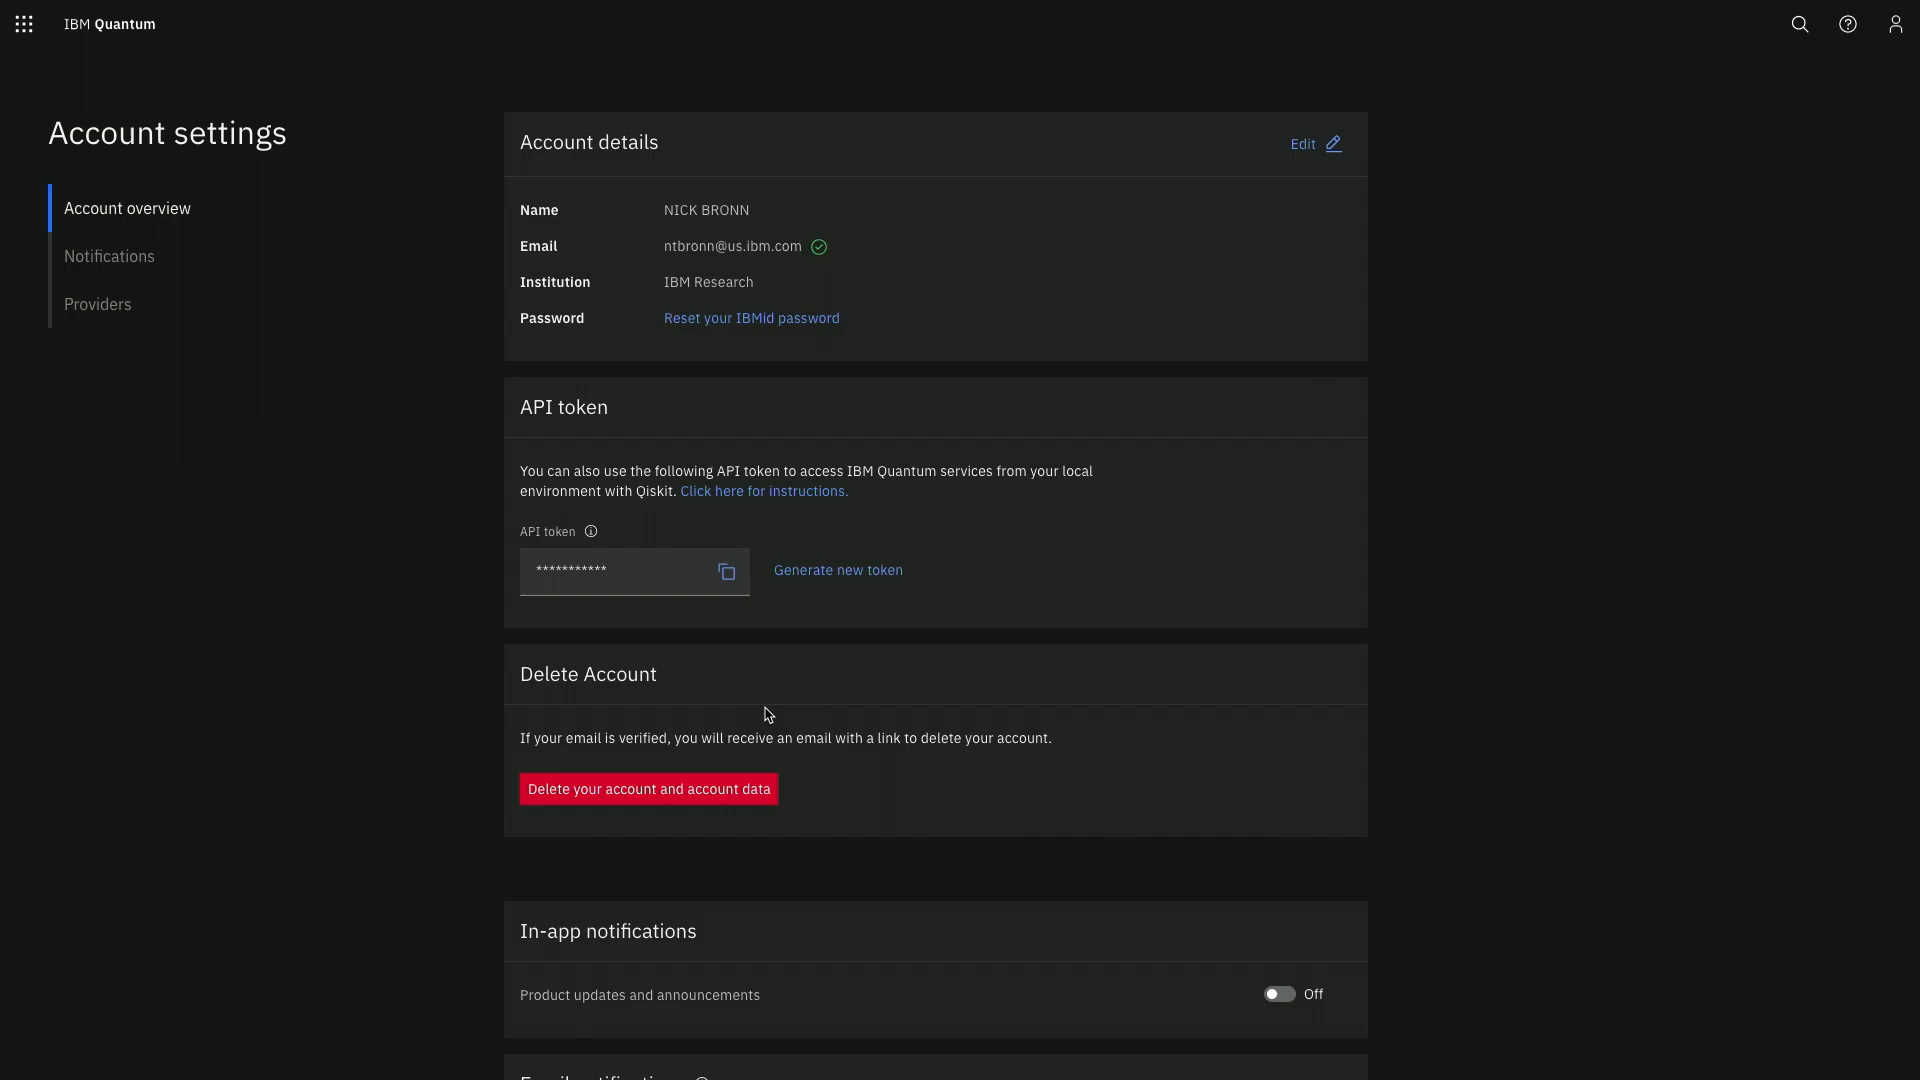 IBM Quantum
Account settings
Account overview
Notifications
Providers
Account details
Edit
Name NICK BRONN
Email ntbronn@us.ibm.com
Institution IBM Research
Password Reset your IBMid password
API token
You can also use the following API token to access IBM Quantum services from your local
environment with Qiskit. Click here for instructions.
API token
***********
Generate new token
Delete Account
If your email is verified, you will receive an email with a link to delete your account.
Delete your account and account data
In-app notifications
Product updates and announcements
Off